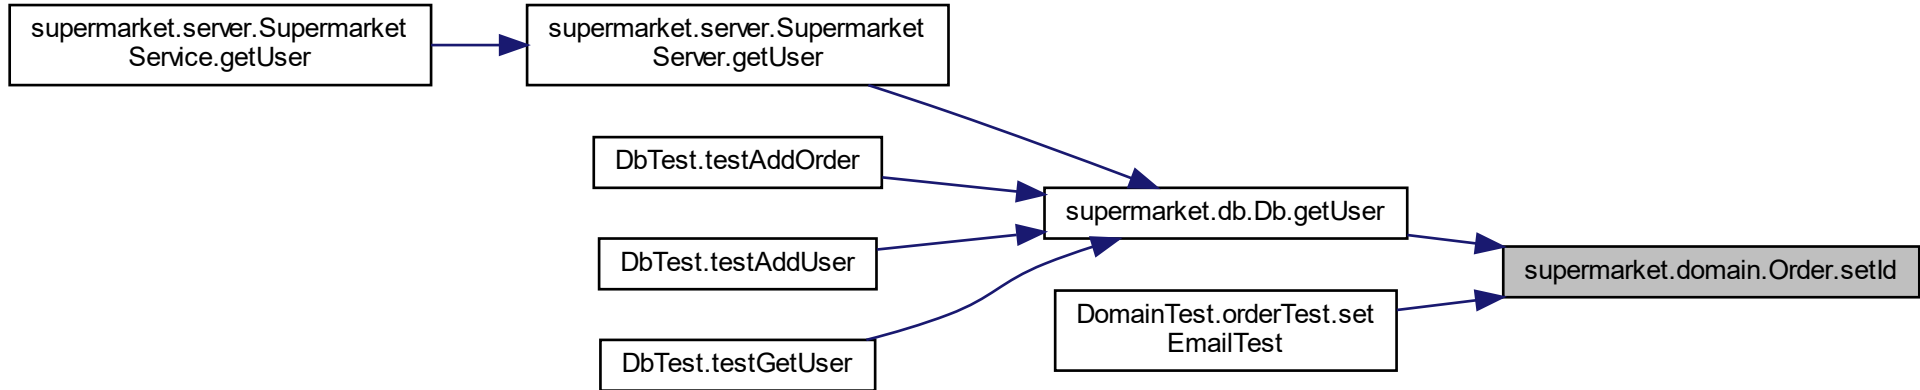 supermarket.server.Supermarket
Service.getUser
supermarket.server.Supermarket
Server.getUser
DbTest.testAddOrder
supermarket.db.Db.getUser
DbTest.testAddUser
supermarket.domain.Order.setId
DomainTest.orderTest.set
EmailTest
DbTest.testGetUser